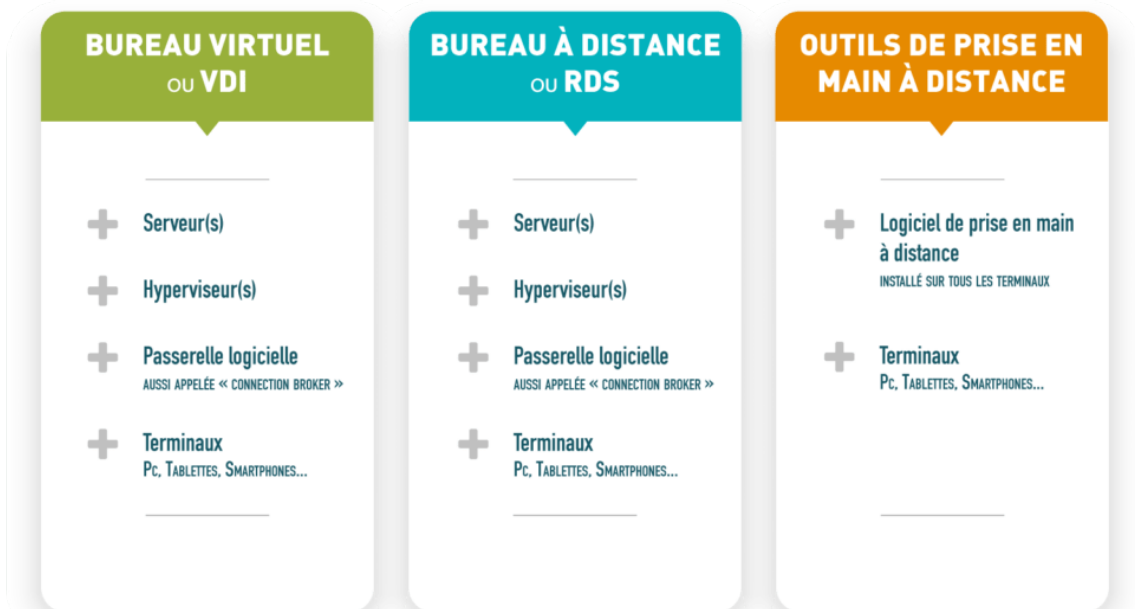 BUREAU VIRTUEL
OU VDI
Serveur(s)
Hyperviseur(s)
Passerelle logicielle
AUSSI APPELÉE « CONNECTION BROKER »
Terminaux
PC, TABLETTES, SMARTPHONES...
BUREAU À DISTANCE
OU RDS
Serveur(s)
Hyperviseur(s)
Passerelle logicielle
AUSSI APPELÉE « CONNECTION BROKER »
Terminaux
PC, TABLETTES, SMARTPHONES...
OUTILS DE PRISE EN
MAIN À DISTANCE
Logiciel de prise en main
à distance
INSTALLÉ SUR TOUS LES TERMINAUX
Terminaux
PC, TABLETTES, SMARTPHONES...